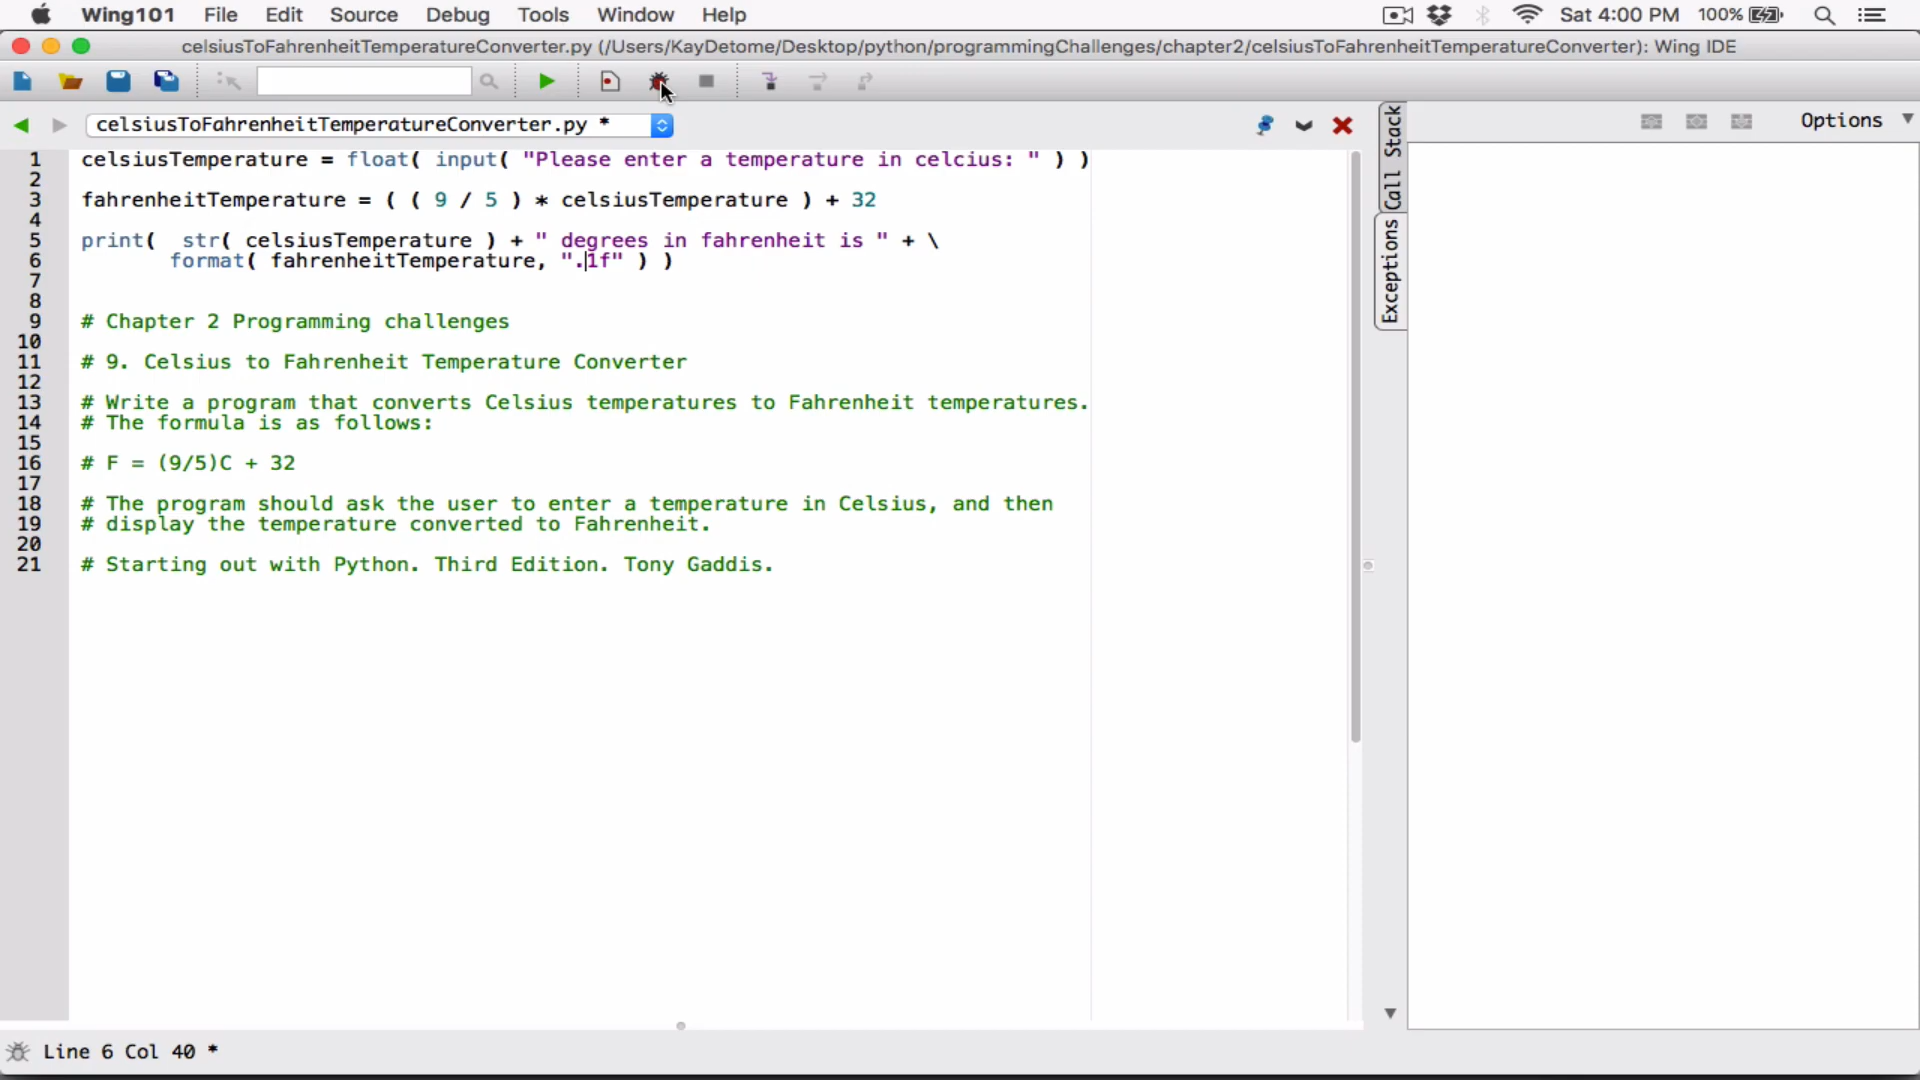 Wing101 File Edit Source Debug Tools Window Help Sat 4:00 PM 100%
celsiusToFahrenheitTemperatureConverter.py (/Users/KayDetome/Desktop/python/programmingChallenges/chapter2/celsiusToFahrenheitTemperatureConverter): Wing IDE
celsiusToFahrenheitTemperatureConverter.py *
Options
Call Stack
Exceptions
1 celsiusTemperature = float( input( "Please enter a temperature in celcius: " ) )
2
3 fahrenheitTemperature = ( ( 9 / 5 ) * celsiusTemperature ) + 32
4
5 print(  str( celsiusTemperature ) + " degrees in fahrenheit is " + \
6        format( fahrenheitTemperature, ".1f" ) )
7
8
9 # Chapter 2 Programming challenges
10
11 # 9. Celsius to Fahrenheit Temperature Converter
12
13 # Write a program that converts Celsius temperatures to Fahrenheit temperatures.
14 # The formula is as follows:
15
16 # F = (9/5)C + 32
17
18 # The program should ask the user to enter a temperature in Celsius, and then
19 # display the temperature converted to Fahrenheit.
20
21 # Starting out with Python. Third Edition. Tony Gaddis.
Line 6 Col 40 *